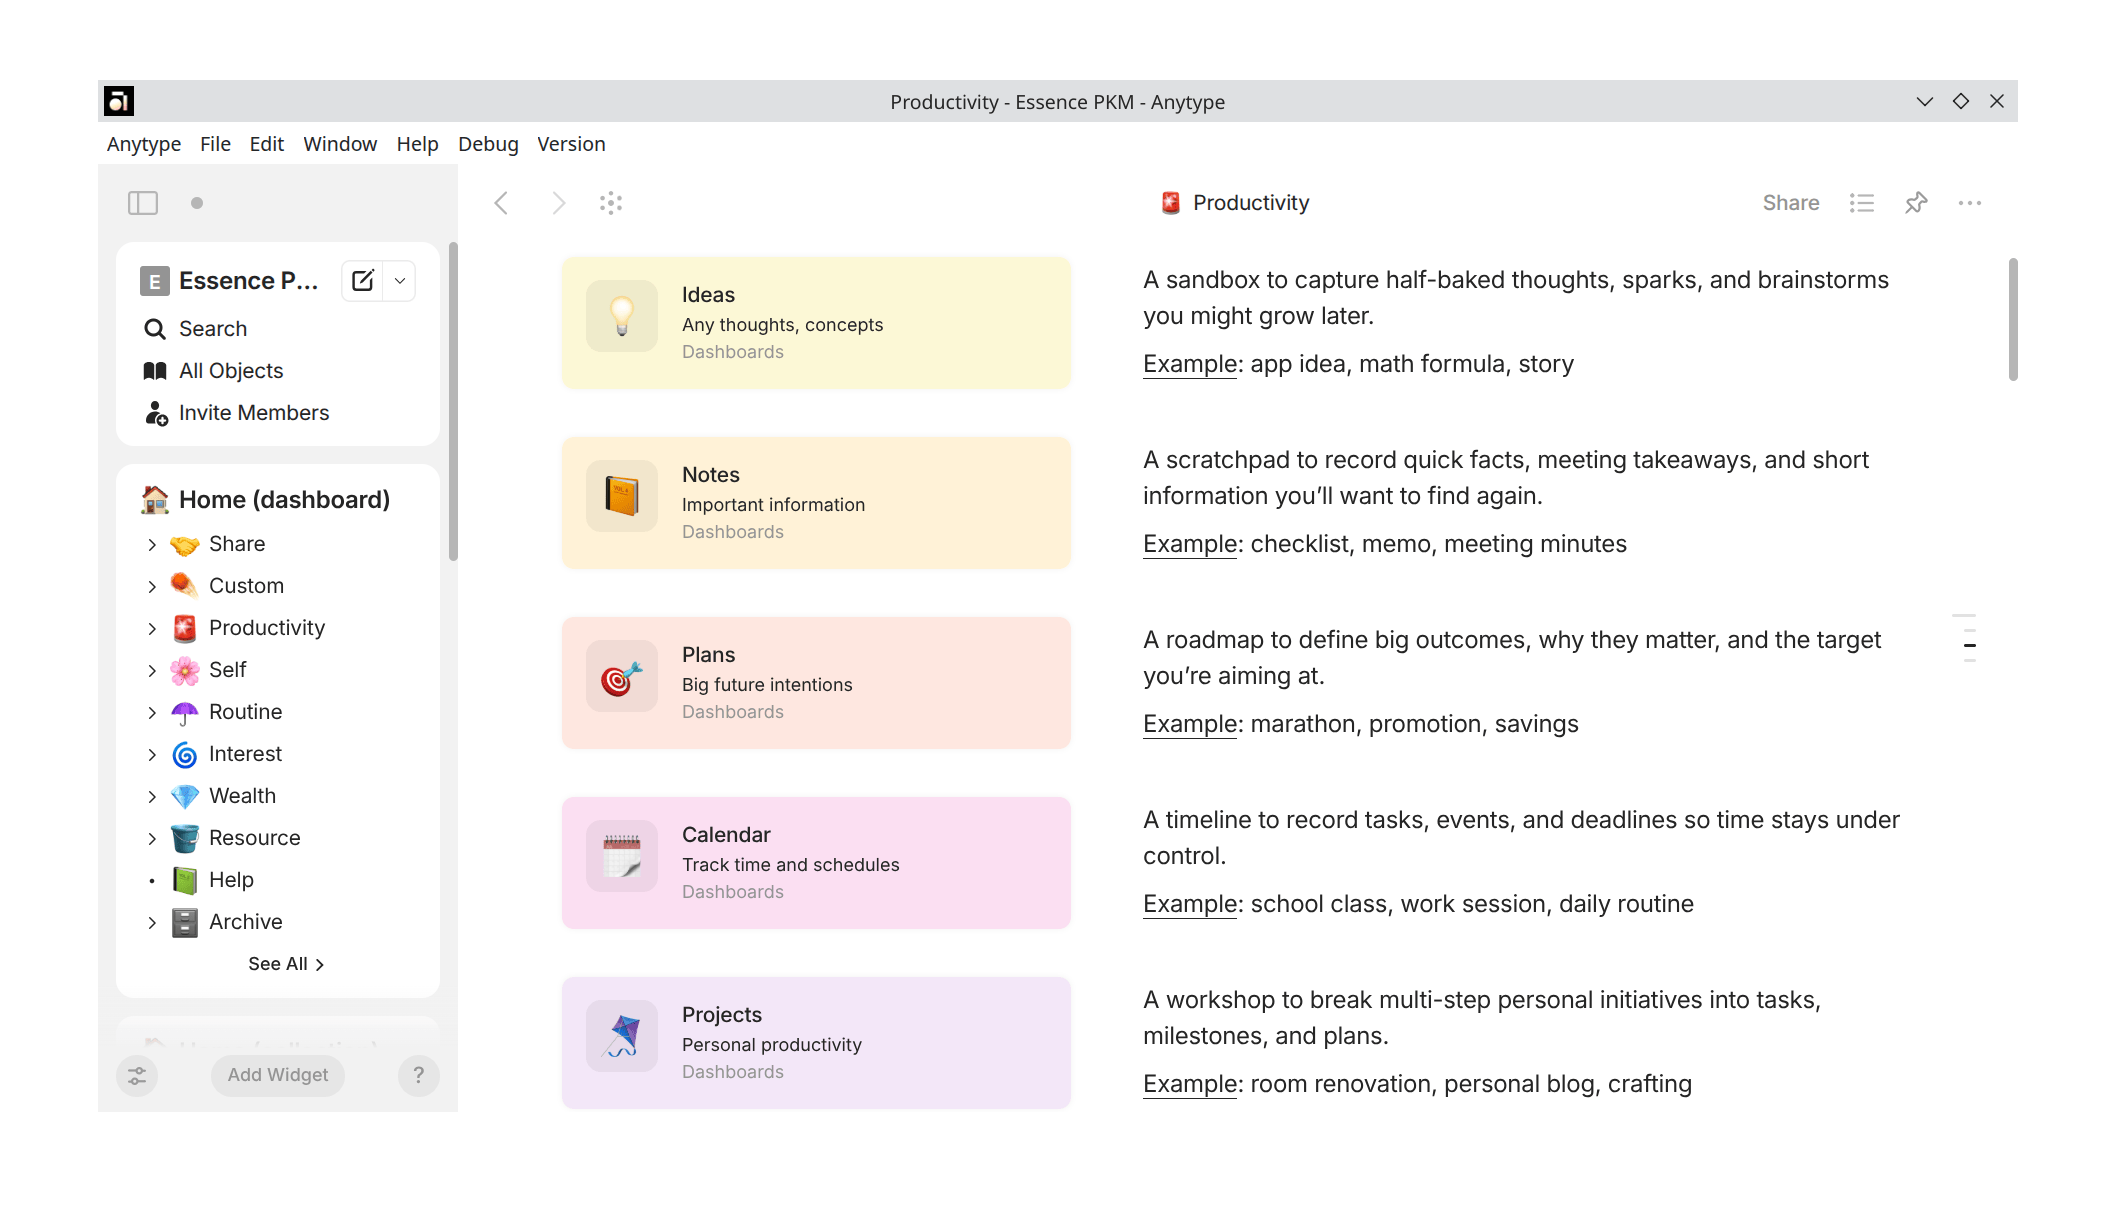 Productivity - Essence PKM - Anytype
Anytype File Edit Window Help Debug Version
E Essence P...
Search
All Objects
Invite Members
Home (dashboard)
Share
Custom
Productivity
Self
Routine
Interest
Wealth
Resource
Help
Archive
See All
Add Widget
?
Productivity
Share
Ideas
Any thoughts, concepts
Dashboards
A sandbox to capture half-baked thoughts, sparks, and brainstorms
you might grow later.
Example: app idea, math formula, story
Notes
Important information
Dashboards
A scratchpad to record quick facts, meeting takeaways, and short
information you’ll want to find again.
Example: checklist, memo, meeting minutes
Plans
Big future intentions
Dashboards
A roadmap to define big outcomes, why they matter, and the target
you’re aiming at.
Example: marathon, promotion, savings
Calendar
Track time and schedules
Dashboards
A timeline to record tasks, events, and deadlines so time stays under
control.
Example: school class, work session, daily routine
Projects
Personal productivity
Dashboards
A workshop to break multi-step personal initiatives into tasks,
milestones, and plans.
Example: room renovation, personal blog, crafting